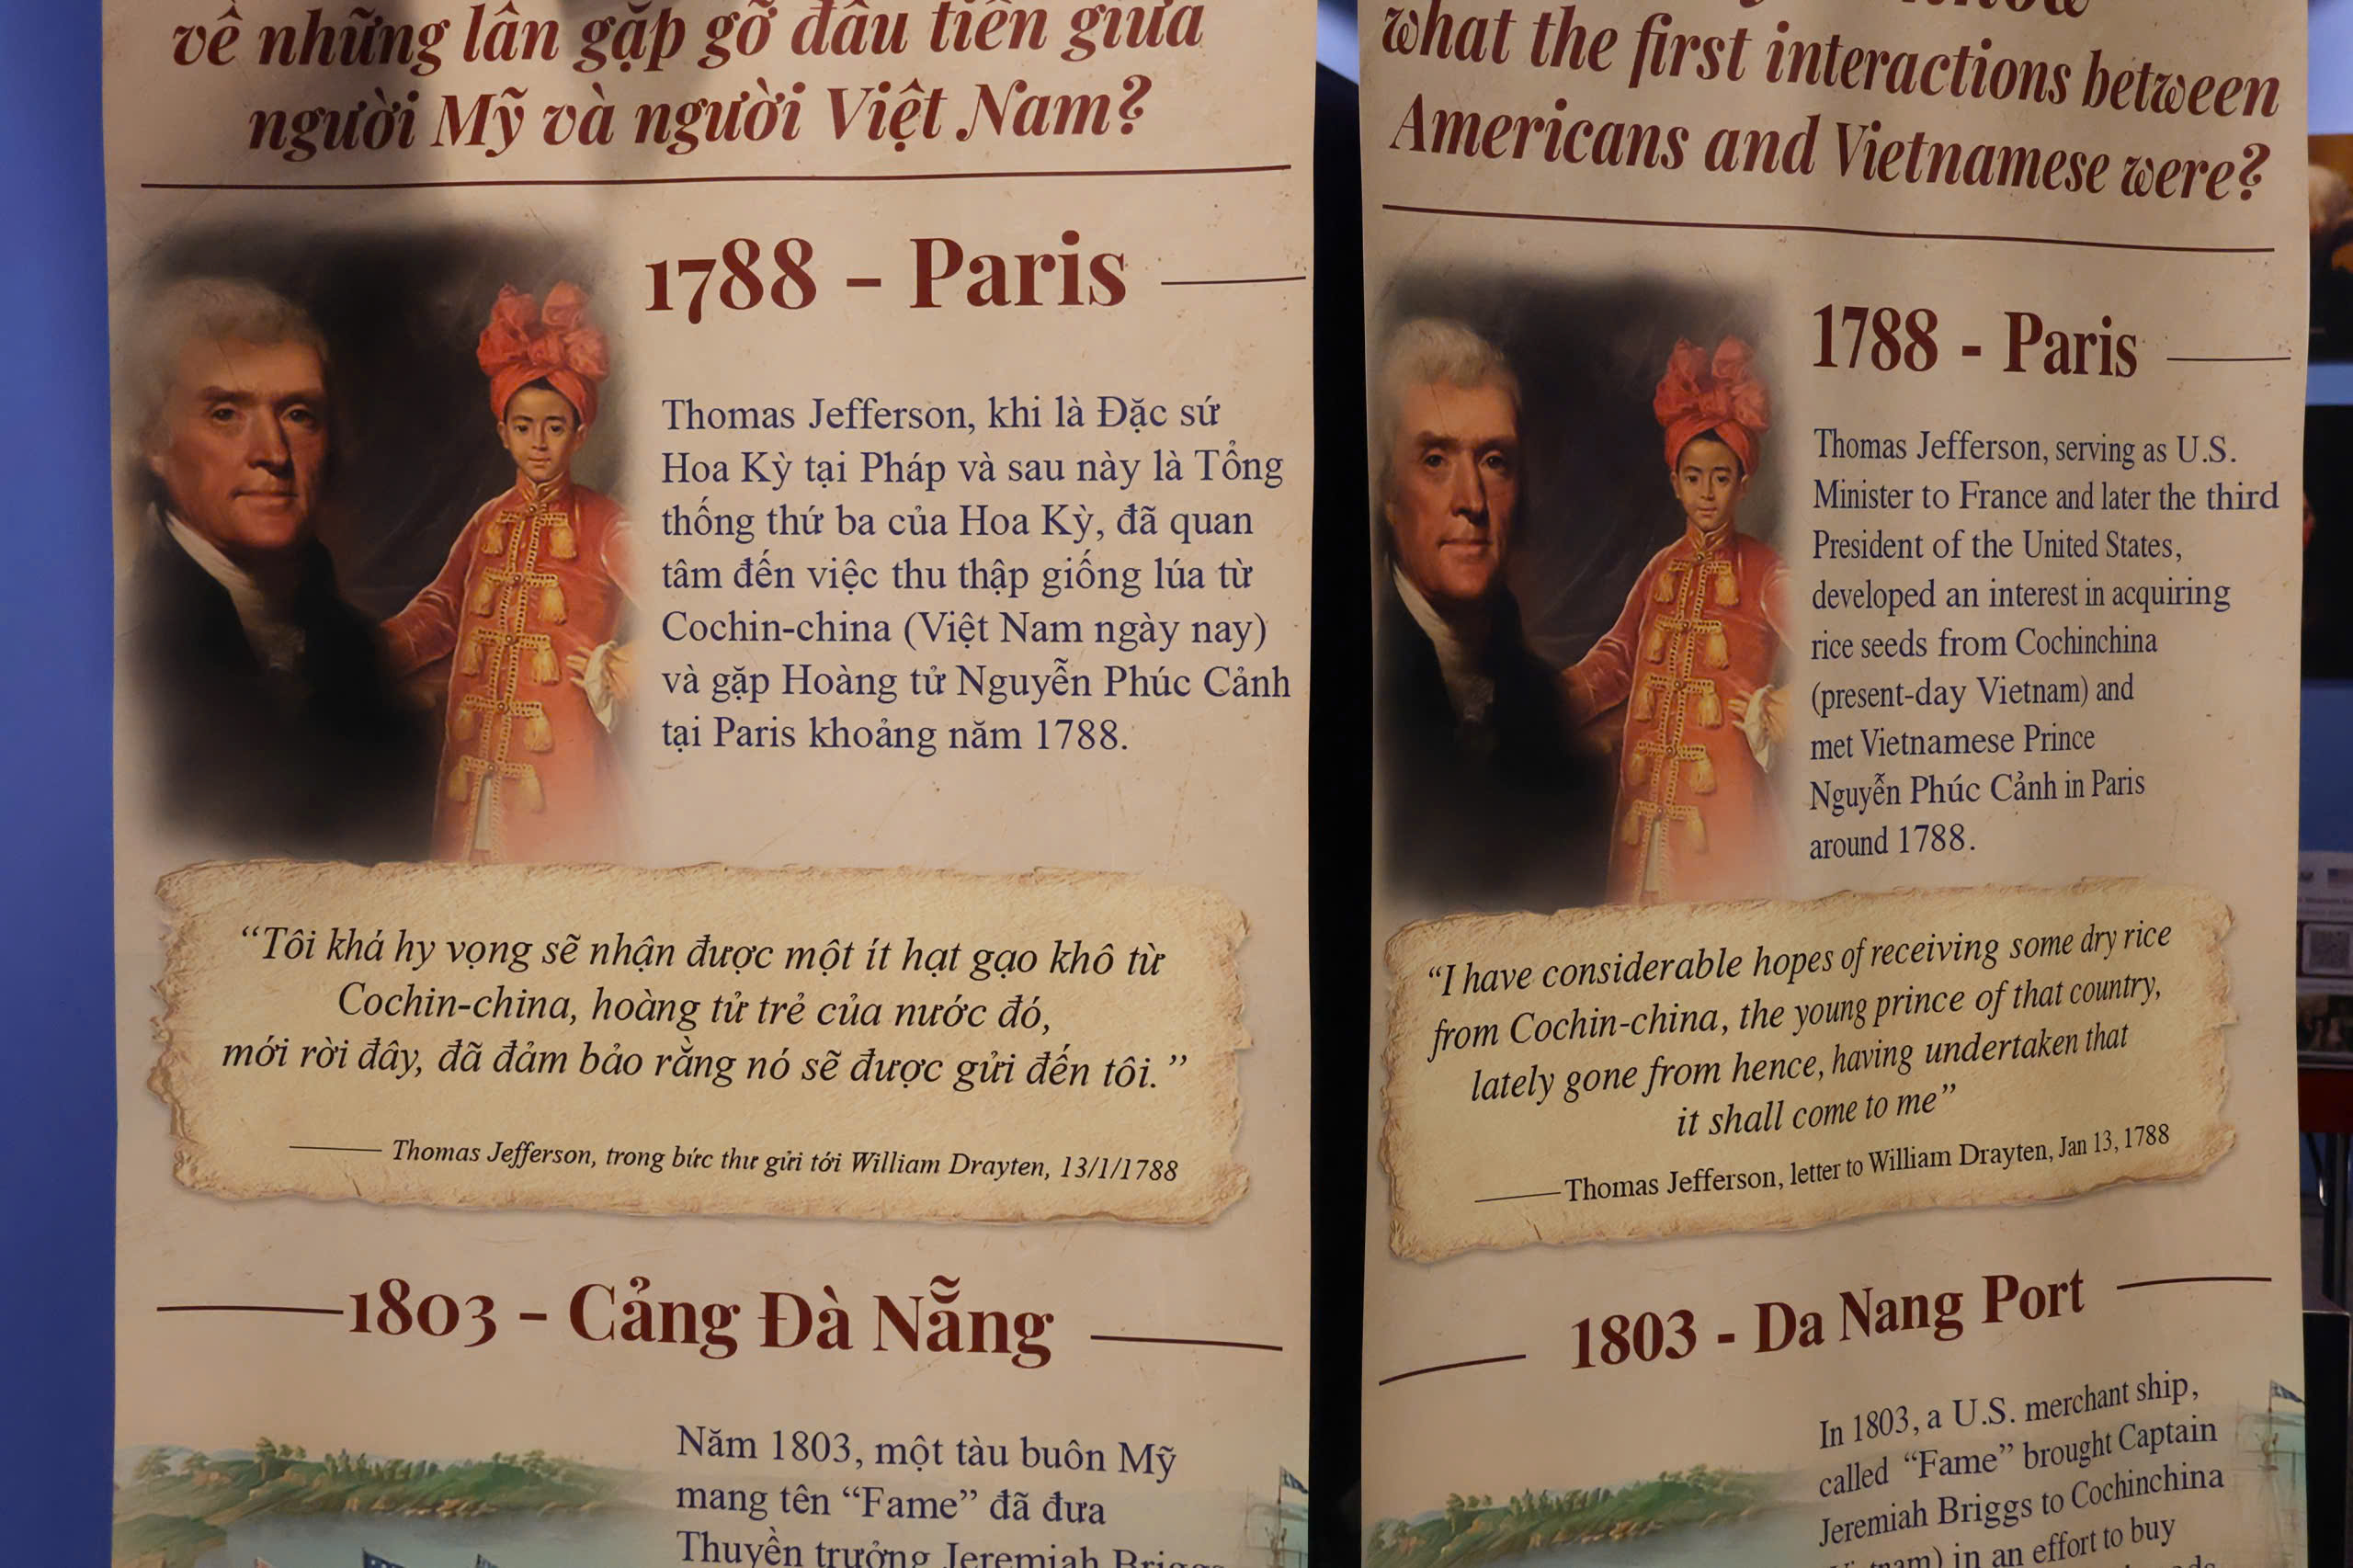 về những lần gặp gỡ đầu tiên giữa
người Mỹ và người Việt Nam?
1788 - Paris
Thomas Jefferson, khi là Đặc sứ
Hoa Kỳ tại Pháp và sau này là Tổng
thống thứ ba của Hoa Kỳ, đã quan
tâm đến việc thu thập giống lúa từ
Cochin-china (Việt Nam ngày nay)
và gặp Hoàng tử Nguyễn Phúc Cảnh
tại Paris khoảng năm 1788.
“Tôi khá hy vọng sẽ nhận được một ít hạt gạo khô từ
Cochin-china, hoàng tử trẻ của nước đó,
mới rời đây, đã đảm bảo rằng nó sẽ được gửi đến tôi.”
Thomas Jefferson, trong bức thư gửi tới William Drayten, 13/1/1788
1803 - Cảng Đà Nẵng
Năm 1803, một tàu buôn Mỹ
mang tên “Fame” đã đưa
Thuyền trưởng Jeremiah Briggs
know
what the first interactions between
Americans and Vietnamese were?
1788 - Paris
Thomas Jefferson, serving as U.S.
Minister to France and later the third
President of the United States,
developed an interest in acquiring
rice seeds from Cochinchina
(present-day Vietnam) and
met Vietnamese Prince
Nguyễn Phúc Cảnh in Paris
around 1788.
“I have considerable hopes of receiving some dry rice
from Cochin-china, the young prince of that country,
lately gone from hence, having undertaken that
it shall come to me”
Thomas Jefferson, letter to William Drayten, Jan 13, 1788
1803 - Da Nang Port
In 1803, a U.S. merchant ship,
called “Fame” brought Captain
Jeremiah Briggs to Cochinchina
in an effort to buy